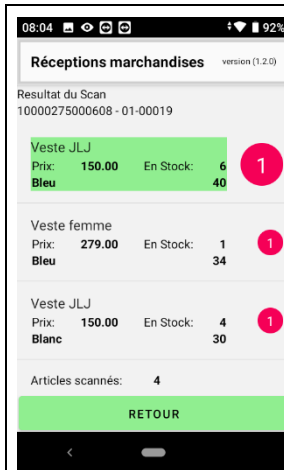 08:04 92%
Réceptions marchandises version (1.2.0)
Resultat du Scan
10000275000608 - 01-00019
Veste JLJ
Prix: 150.00 En Stock: 6 1
Bleu 40
Veste femme
Prix: 279.00 En Stock: 1 1
Bleu 34
Veste JLJ
Prix: 150.00 En Stock: 4 1
Blanc 30
Articles scannés: 4
RETOUR